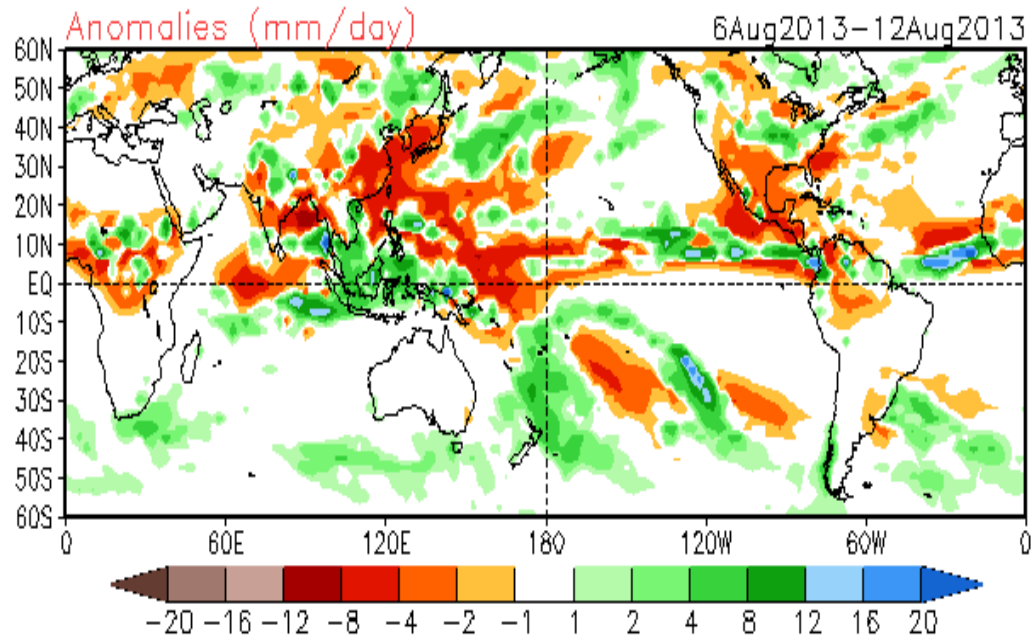 Anomalies (mm/day) 6Aug2013-12Aug2013
60N
50N
40N
30N
20N
10N
EQ
10S
20S
30S
40S
50S
60S
0 60E 120E 180 120W 60W 0
-20 -16 -12 -8 -4 -2 -1 1 2 4 8 12 16 20